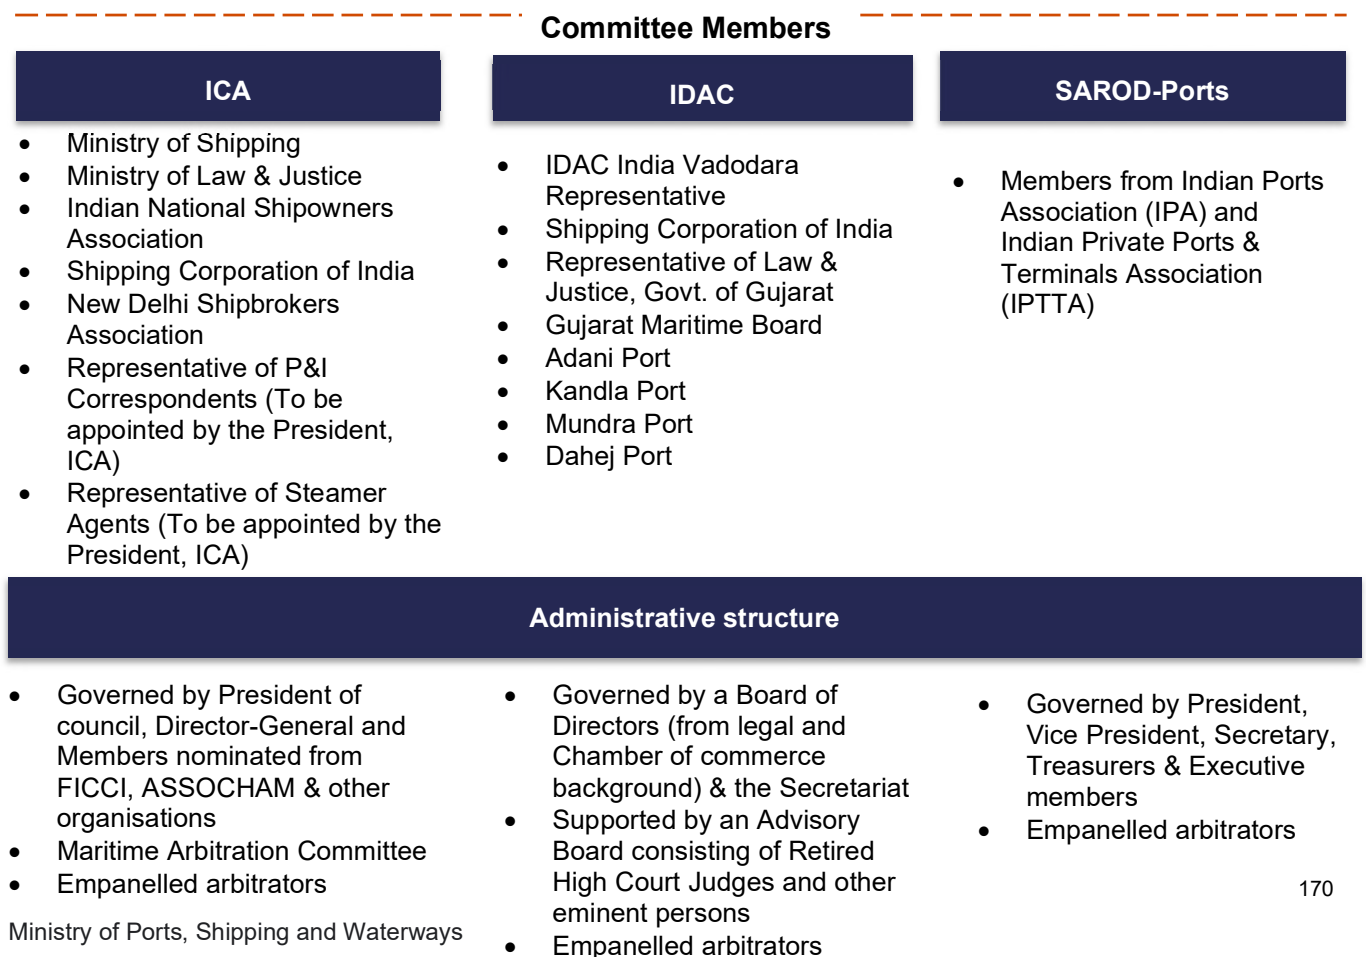 Committee Members
ICA
• Ministry of Shipping
• Ministry of Law & Justice
• Indian National Shipowners
Association
• Shipping Corporation of India
• New Delhi Shipbrokers
Association
• Representative of P&I
Correspondents (To be
appointed by the President,
ICA)
• Representative of Steamer
Agents (To be appointed by the
President, ICA)
IDAC
• IDAC India Vadodara
Representative
• Shipping Corporation of India
• Representative of Law &
Justice, Govt. of Gujarat
• Gujarat Maritime Board
• Adani Port
• Kandla Port
• Mundra Port
• Dahej Port
SAROD-Ports
• Members from Indian Ports
Association (IPA) and
Indian Private Ports &
Terminals Association
(IPTTA)
Administrative structure
• Governed by President of
council, Director-General and
Members nominated from
FICCI, ASSOCHAM & other
organisations
• Maritime Arbitration Committee
• Empanelled arbitrators
• Governed by a Board of
Directors (from legal and
Chamber of commerce
background) & the Secretariat
• Supported by an Advisory
Board consisting of Retired
High Court Judges and other
eminent persons
• Empanelled arbitrators
• Governed by President,
Vice President, Secretary,
Treasurers & Executive
members
• Empanelled arbitrators
170
Ministry of Ports, Shipping and Waterways